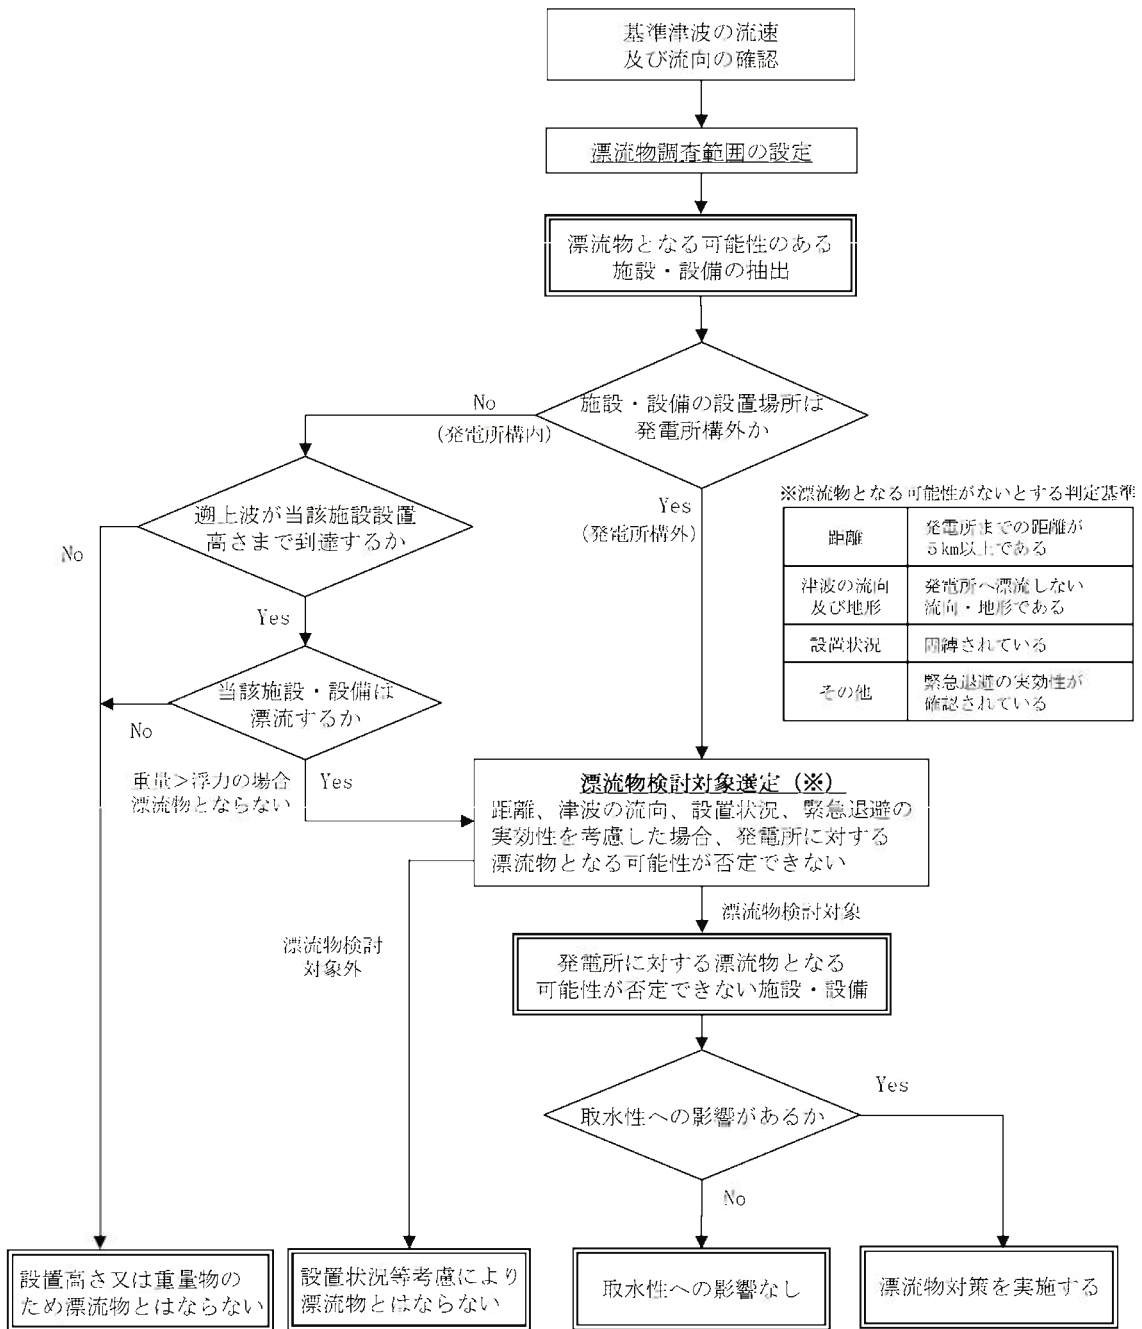 基準津波の流速
及び流向の確認
漂流物調査範囲の設定
漂流物となる可能性のある
施設・設備の抽出
施設・設備の設置場所は
発電所構外か
No
(発電所構内)
Yes
(発電所構外)
遡上波が当該施設設置
高さまで到達するか
No
Yes
※漂流物となる可能性がないとする判定基準
距離
発電所までの距離が
5km以上である
津波の流向
及び地形
発電所へ漂流しない
流向・地形である
設置状況
固縛されている
その他
緊急退避の実効性が
確認されている
当該施設・設備は
漂流するか
No
Yes
重量>浮力の場合
漂流物とならない
漂流物検討対象選定(※)
距離、津波の流向、設置状況、緊急退避の
実効性を考慮した場合、発電所に対する
漂流物となる可能性が否定できない
漂流物検討対象
漂流物検討
対象外
発電所に対する漂流物となる
可能性が否定できない施設・設備
取水性への影響があるか
Yes
No
設置高さ又は重量物の
ため漂流物とはならない
設置状況等考慮により
漂流物とはならない
取水性への影響なし
漂流物対策を実施する